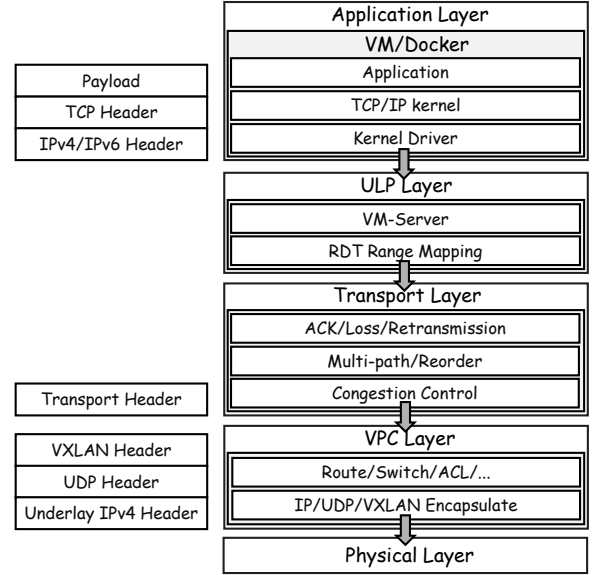 Application Layer
VM/Docker
Payload
Application
TCP Header
TCP/IP kernel
IPv4/IPv6 Header
Kernel Driver
ULP Layer
VM-Server
RDT Range Mapping
Transport Layer
ACK/Loss/Retransmission
Multi-path/Reorder
Transport Header
Congestion Control
VPC Layer
VXLAN Header
Route/Switch/ACL/...
UDP Header
IP/UDP/VXLAN Encapsulate
Underlay IPv4 Header
Physical Layer